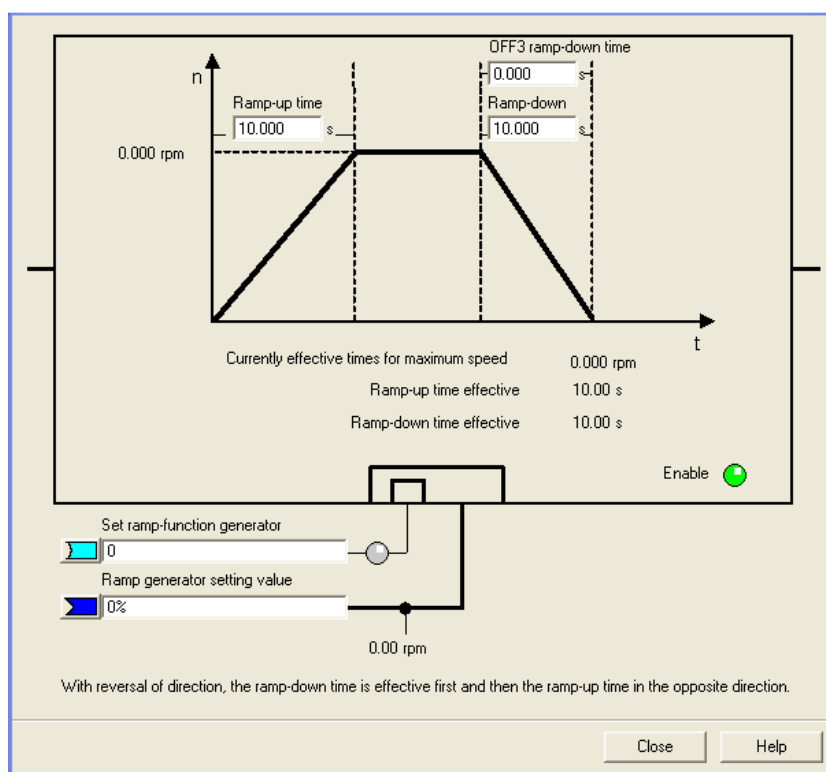 OFF3 ramp-down time
n
0.000 s
Ramp-up time
Ramp-down
10.000 s
10.000 s
0.000 rpm
t
Currently effective times for maximum speed 0.000 rpm
Ramp-up time effective 10.00 s
Ramp-down time effective 10.00 s
Enable
Set ramp-function generator
0
Ramp generator setting value
0%
0.00 rpm
With reversal of direction, the ramp-down time is effective first and then the ramp-up time in the opposite direction.
Close Help